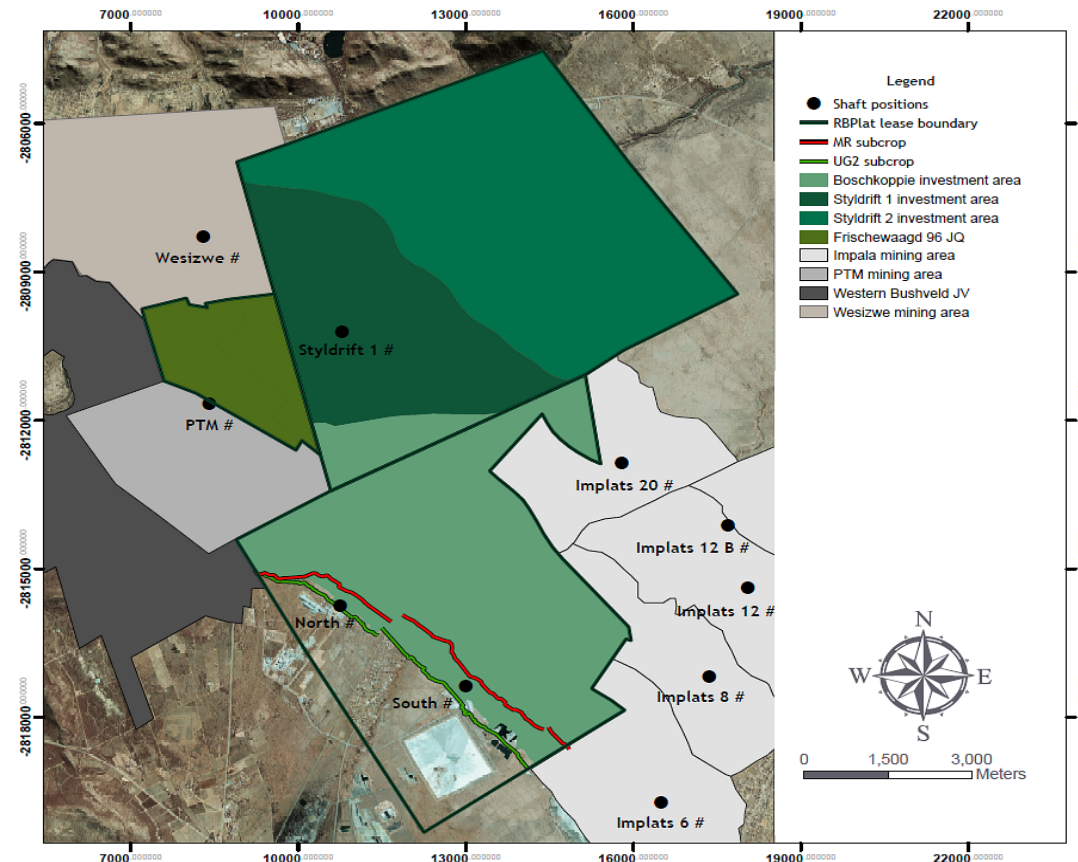 7000.000000 10000.000000 13000.000000 16000.000000 19000.000000 22000.000000
-2806000.000000
-2809000.000000
-2812000.000000
-2815000.000000
-2818000.000000
Wesizwe #
Styldrift 1 #
PTM #
Implats 20 #
Implats 12 B #
Implats 12 #
North #
Implats 8 #
South #
Implats 6 #
Legend
Shaft positions
RBPlat lease boundary
MR subcrop
UG2 subcrop
Boschkoppie investment area
Styldrift 1 investment area
Styldrift 2 investment area
Frischewaagd 96 JQ
Impala mining area
PTM mining area
Western Bushveld JV
Wesizwe mining area
N
W E
S
0 1,500 3,000
Meters
7000.000000 10000.000000 13000.000000 16000.000000 19000.000000 22000.000000